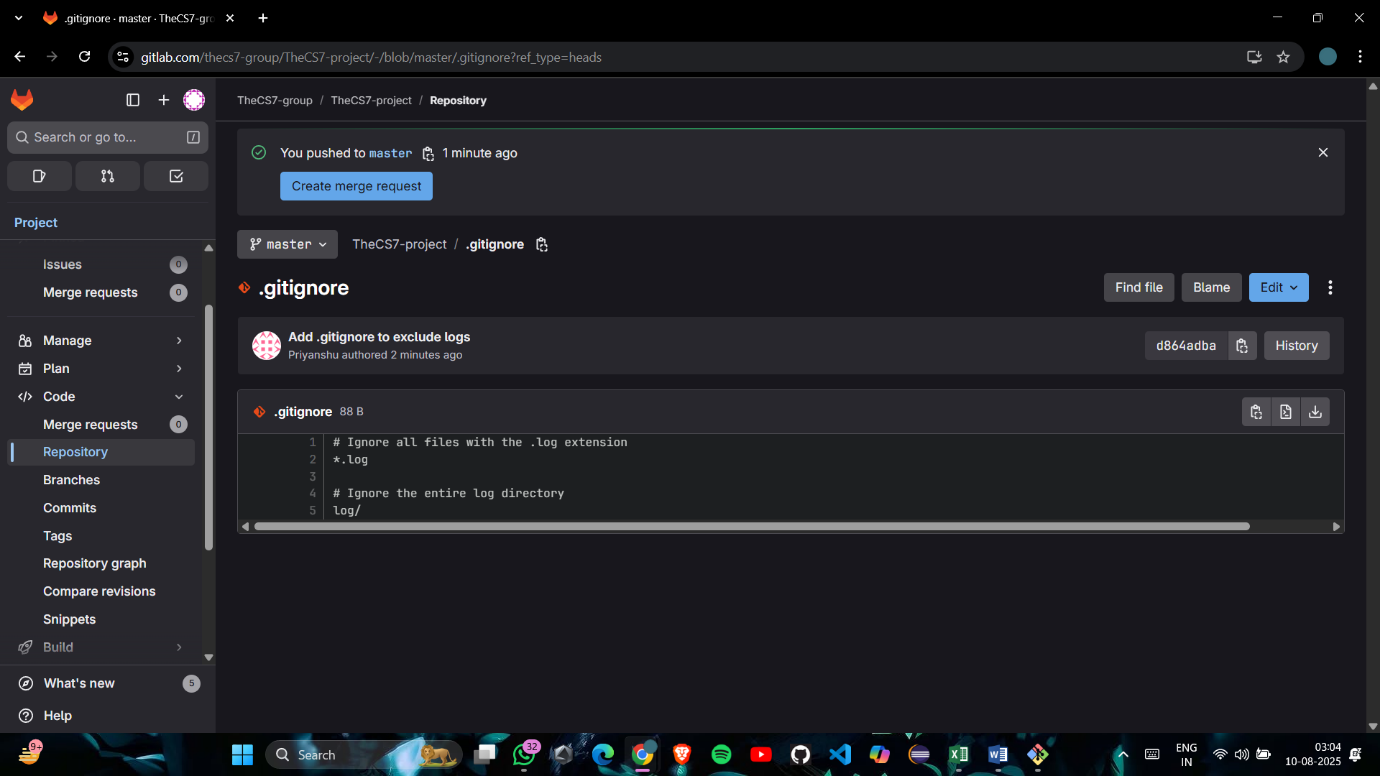 .gitignore · master · TheCS7-gro
gitlab.com/thecs7-group/TheCS7-project/-/blob/master/.gitignore?ref_type=heads
Search or go to... /
Project
Issues 0
Merge requests 0
Manage
Plan
Code
Merge requests 0
Repository
Branches
Commits
Tags
Repository graph
Compare revisions
Snippets
Build
What's new 5
Help
TheCS7-group / TheCS7-project / Repository
You pushed to master 1 minute ago
Create merge request
master TheCS7-project / .gitignore
.gitignore
Find file Blame Edit
Add .gitignore to exclude logs
Priyanshu authored 2 minutes ago
d864adba History
.gitignore 88 B
1 # Ignore all files with the .log extension
2 *.log
3
4 # Ignore the entire log directory
5 log/
9+
Search
32
ENG
IN
03:04
10-08-2025